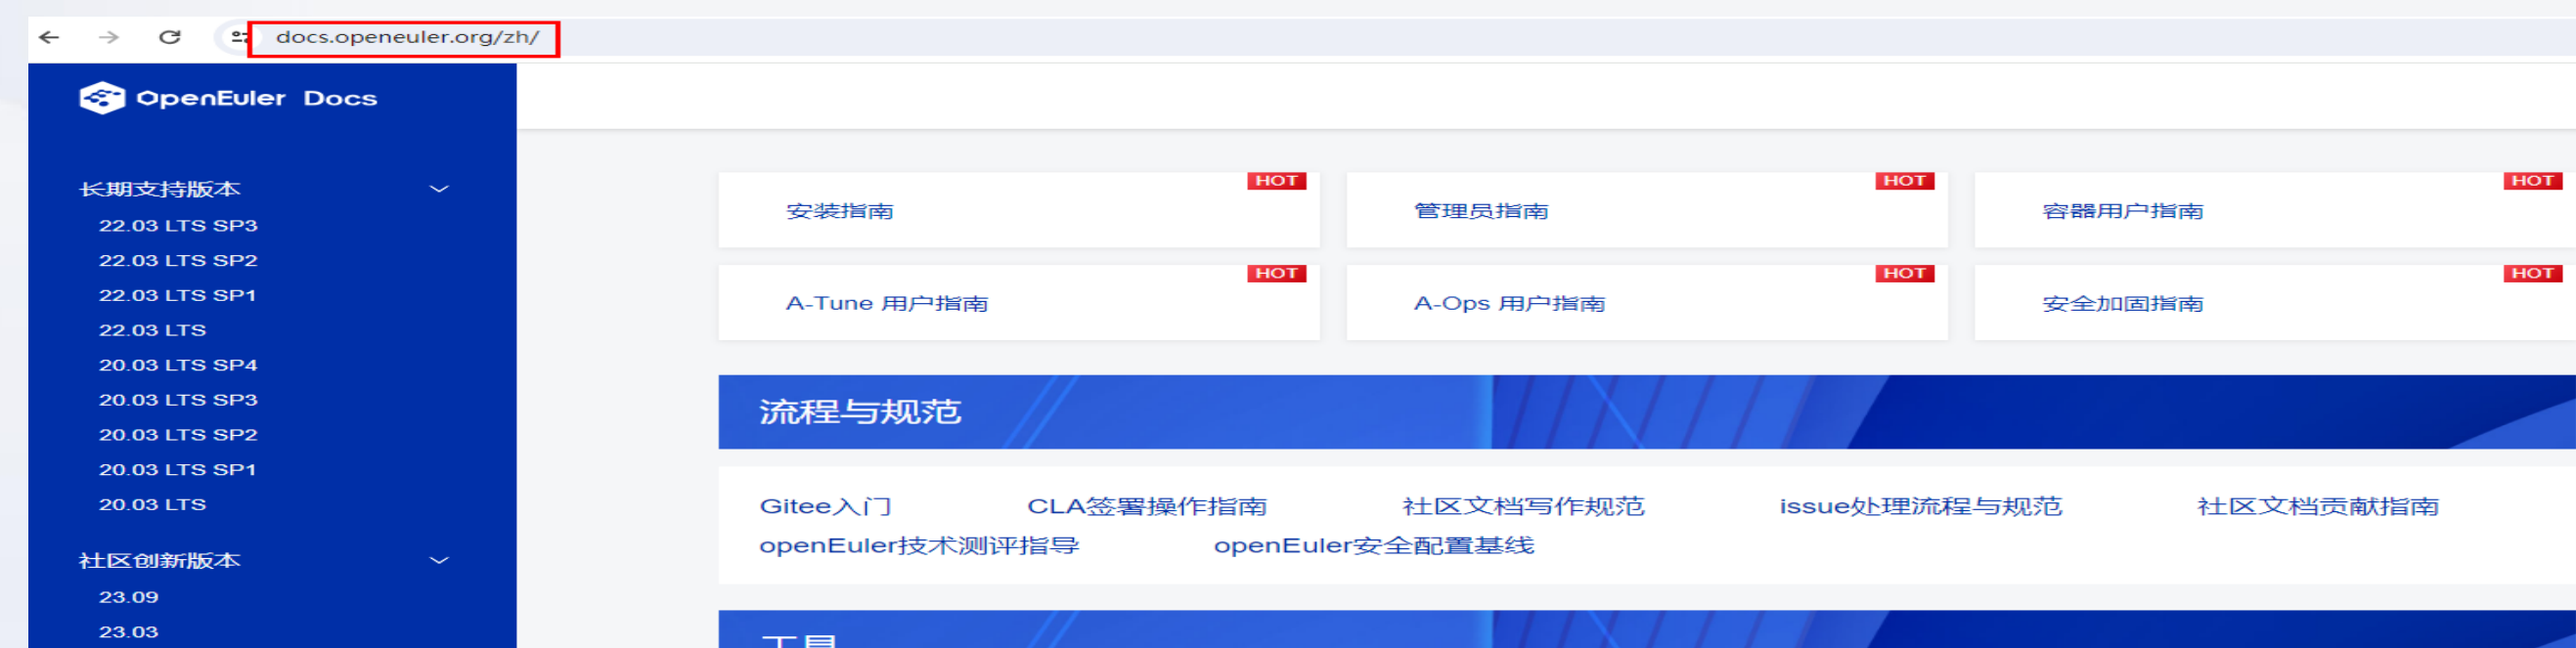 docs.openeuler.org/zh/
OpenEuler Docs
长期支持版本
22.03 LTS SP3
22.03 LTS SP2
22.03 LTS SP1
22.03 LTS
20.03 LTS SP4
20.03 LTS SP3
20.03 LTS SP2
20.03 LTS SP1
20.03 LTS
社区创新版本
23.09
23.03
HOT HOT HOT
安装指南 管理员指南 容器用户指南
HOT HOT HOT
A-Tune 用户指南 A-Ops 用户指南 安全加固指南
流程与规范
Gitee入门 CLA签署操作指南 社区文档写作规范 issue处理流程与规范 社区文档贡献指南
openEuler技术测评指导 openEuler安全配置基线
工具